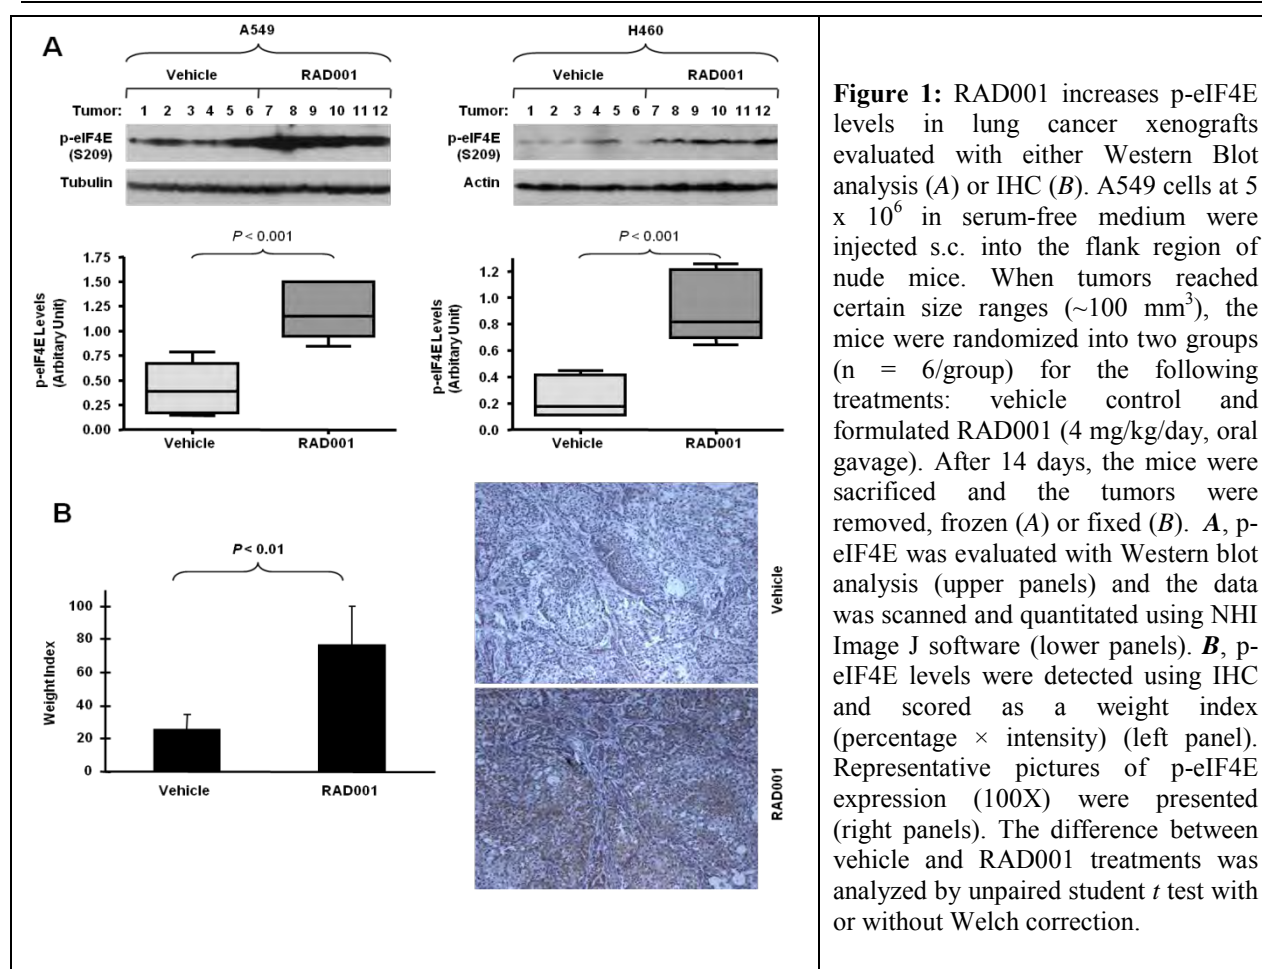 A
A549
Vehicle RAD001
Tumor: 1 2 3 4 5 6 7 8 9 10 11 12
p-eIF4E
(S209)
Tubulin
H460
Vehicle RAD001
Tumor: 1 2 3 4 5 6 7 8 9 10 11 12
p-eIF4E
(S209)
Actin
P < 0.001
p-eIF4E Levels
(Arbitary Unit)
1.75
1.50
1.25
1.00
0.75
0.50
0.25
0.00
Vehicle RAD001
P < 0.001
p-eIF4E Levels
(Arbitary Unit)
1.2
1.0
0.8
0.6
0.4
0.2
0.0
Vehicle RAD001
B
P < 0.01
Weight Index
100
80
60
40
20
0
Vehicle RAD001
Vehicle
RAD001
Figure 1: RAD001 increases p-eIF4E
levels in lung cancer xenografts
evaluated with either Western Blot
analysis (A) or IHC (B). A549 cells at 5
x 10⁶ in serum-free medium were
injected s.c. into the flank region of
nude mice. When tumors reached
certain size ranges (~100 mm³), the
mice were randomized into two groups
(n = 6/group) for the following
treatments: vehicle control and
formulated RAD001 (4 mg/kg/day, oral
gavage). After 14 days, the mice were
sacrificed and the tumors were
removed, frozen (A) or fixed (B). A, p-
eIF4E was evaluated with Western blot
analysis (upper panels) and the data
was scanned and quantitated using NHI
Image J software (lower panels). B, p-
eIF4E levels were detected using IHC
and scored as a weight index
(percentage × intensity) (left panel).
Representative pictures of p-eIF4E
expression (100X) were presented
(right panels). The difference between
vehicle and RAD001 treatments was
analyzed by unpaired student t test with
or without Welch correction.